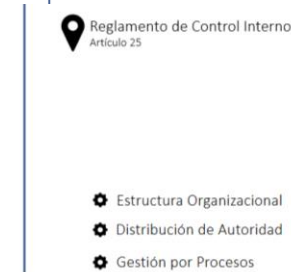 Reglamento de Control Interno
Artículo 25
Estructura Organizacional
Distribución de Autoridad
Gestión por Procesos